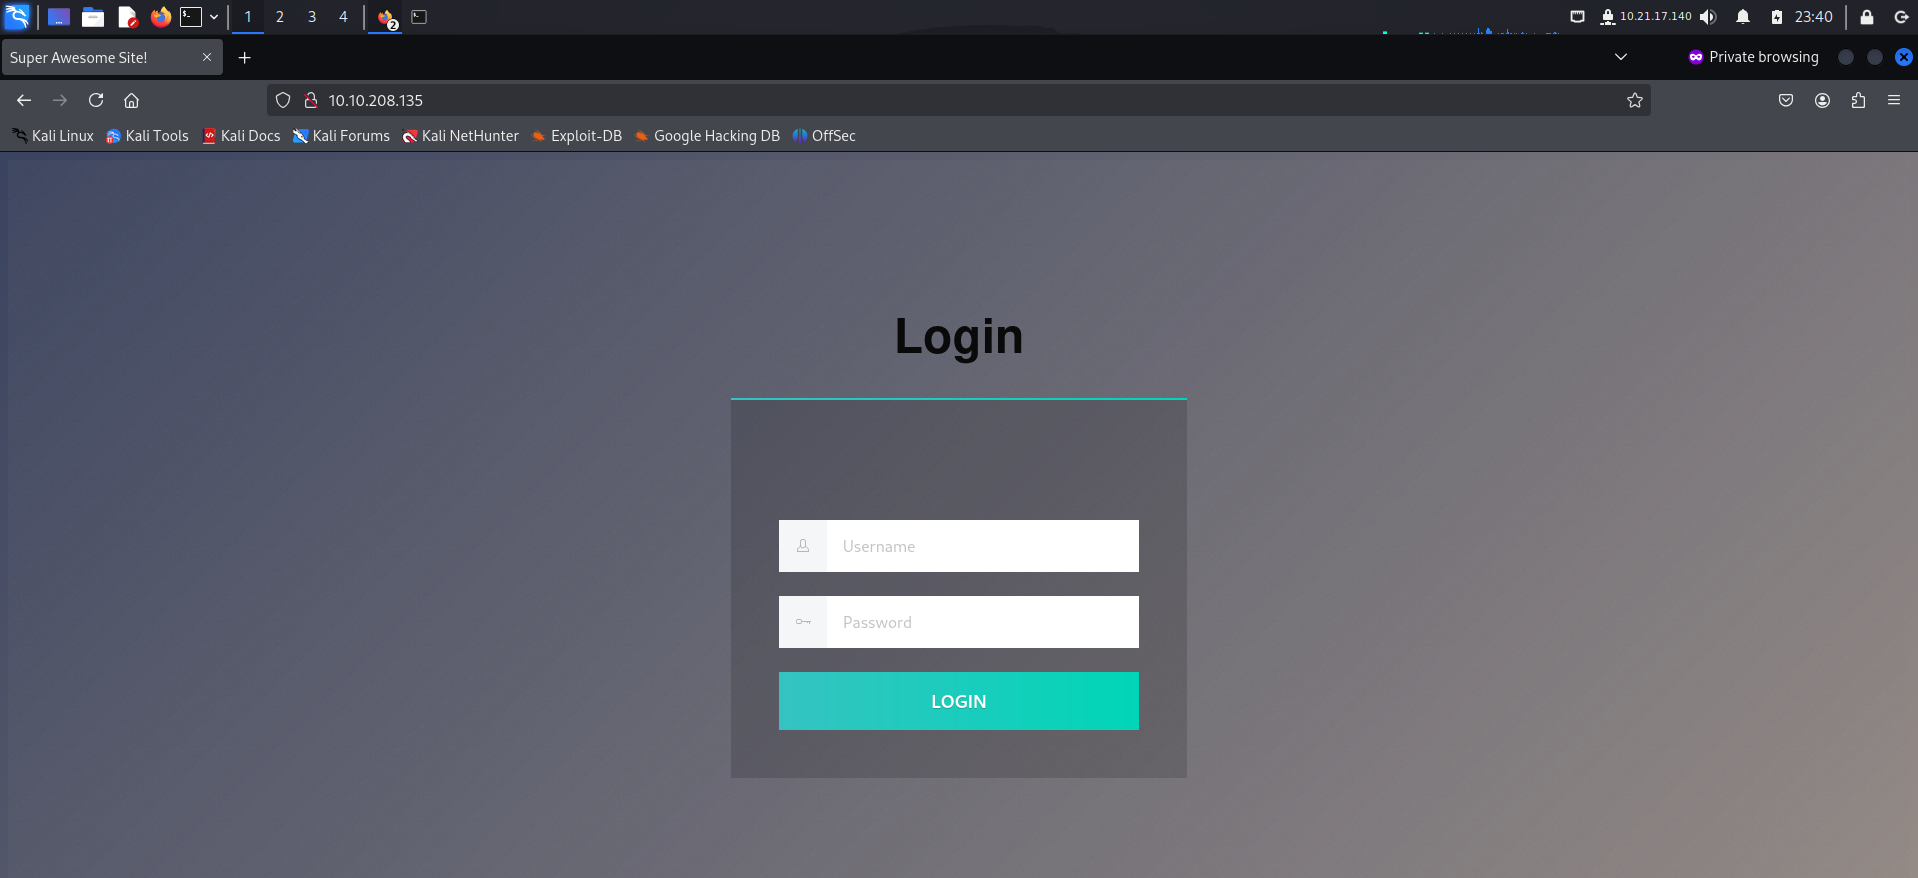 1 2 3 4 2 10.21.17.140 23:40
Super Awesome Site! Private browsing
10.10.208.135
Kali Linux Kali Tools Kali Docs Kali Forums Kali NetHunter Exploit-DB Google Hacking DB OffSec
Login
Username
Password
LOGIN